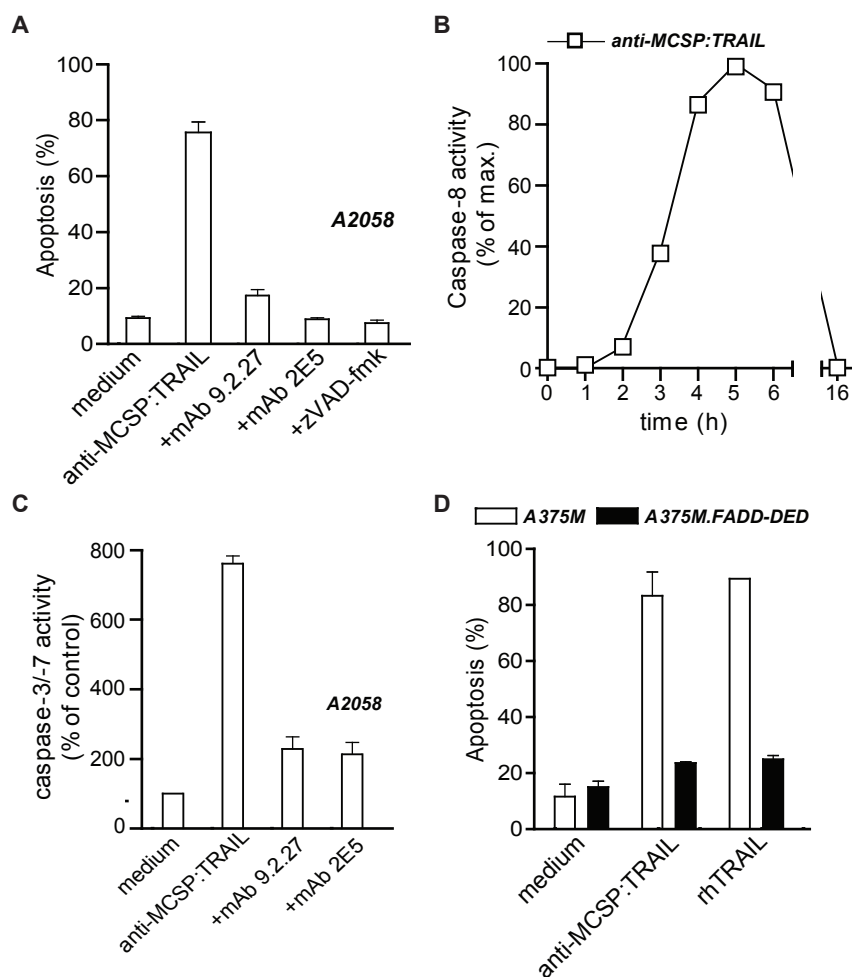 A
Apoptosis (%)
100
80
60
40
20
0
A2058
medium
anti-MCSP:TRAIL
+mAb 9.2.27
+mAb 2E5
+zVAD-fmk
B
anti-MCSP:TRAIL
Caspase-8 activity
(% of max.)
100
80
60
40
20
0
0 1 2 3 4 5 6 16
time (h)
C
caspase-3/-7 activity
(% of control)
800
600
400
200
0
A2058
medium
anti-MCSP:TRAIL
+mAb 9.2.27
+mAb 2E5
D
A375M A375M.FADD-DED
Apoptosis (%)
100
80
60
40
20
0
medium
anti-MCSP:TRAIL
rhTRAIL